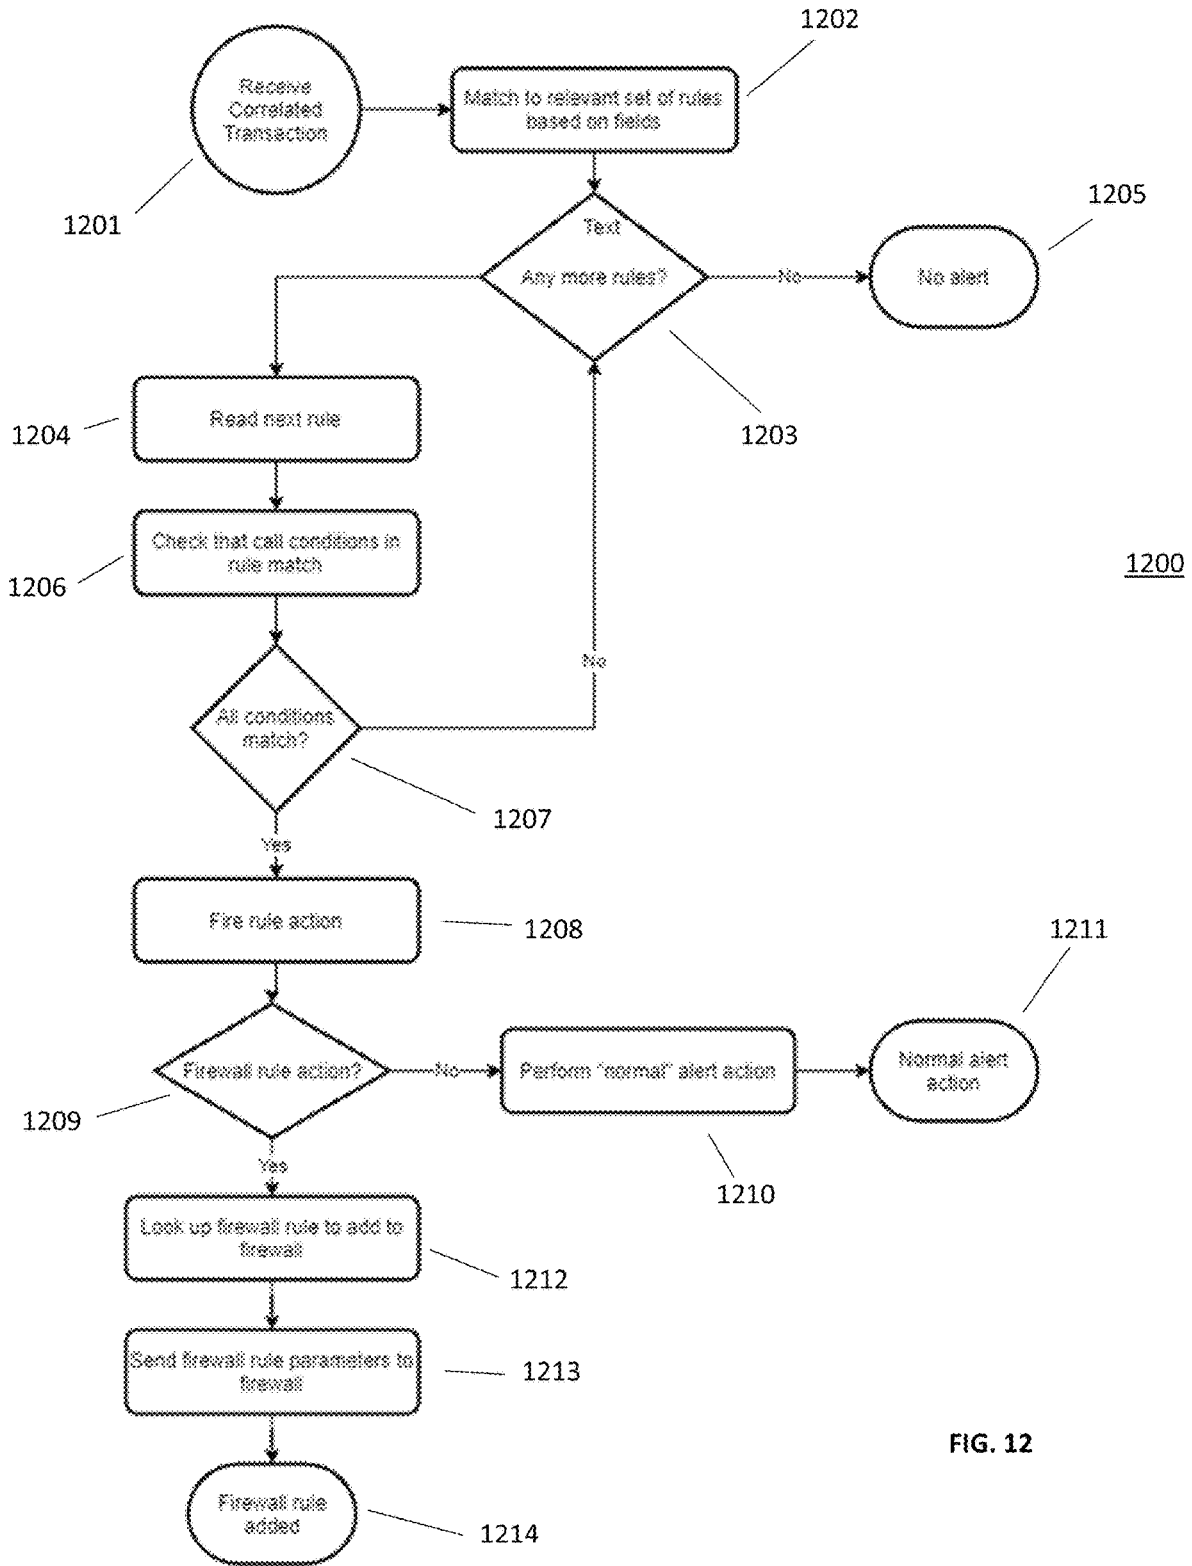 1202
Receive
Correlated
Transaction
Match to relevant set of rules
based on fields
1201
1205
Text
Any more rules?
No
No alert
1204
Read next rule
1203
Check that call conditions in
rule match
1206
1200
No
All conditions
match?
1207
Yes
Fire rule action
1208
1211
Firewall rule action?
No
Perform "normal" alert action
Normal alert
action
1209
Yes
1210
Look up firewall rule to add to
firewall
1212
Send firewall rule parameters to
firewall
1213
FIG. 12
Firewall rule
added
1214